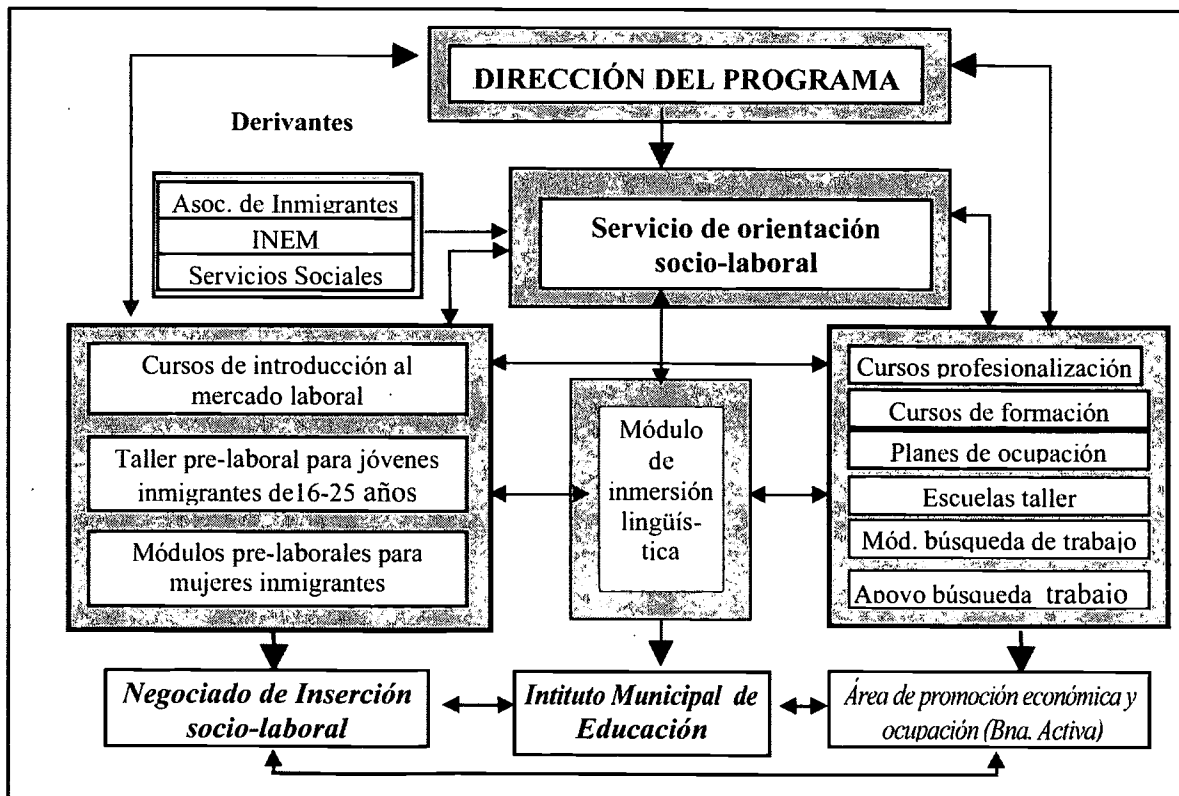 DIRECCIÓN DEL PROGRAMA
Derivantes
Asoc. de Inmigrantes
INEM
Servicios Sociales
Servicio de orientación
socio-laboral
Cursos de introducción al
mercado laboral
Taller pre-laboral para jóvenes
inmigrantes de16-25 años
Módulos pre-laborales para
mujeres inmigrantes
Módulo
de
inmersión
lingüís-
tica
Cursos profesionalización
Cursos de formación
Planes de ocupación
Escuelas taller
Mód. búsqueda de trabajo
Apoyo búsqueda trabajo
Negociado de Inserción
socio-laboral
Intituto Municipal de
Educación
Área de promoción económica y
ocupación (Bna. Activa)